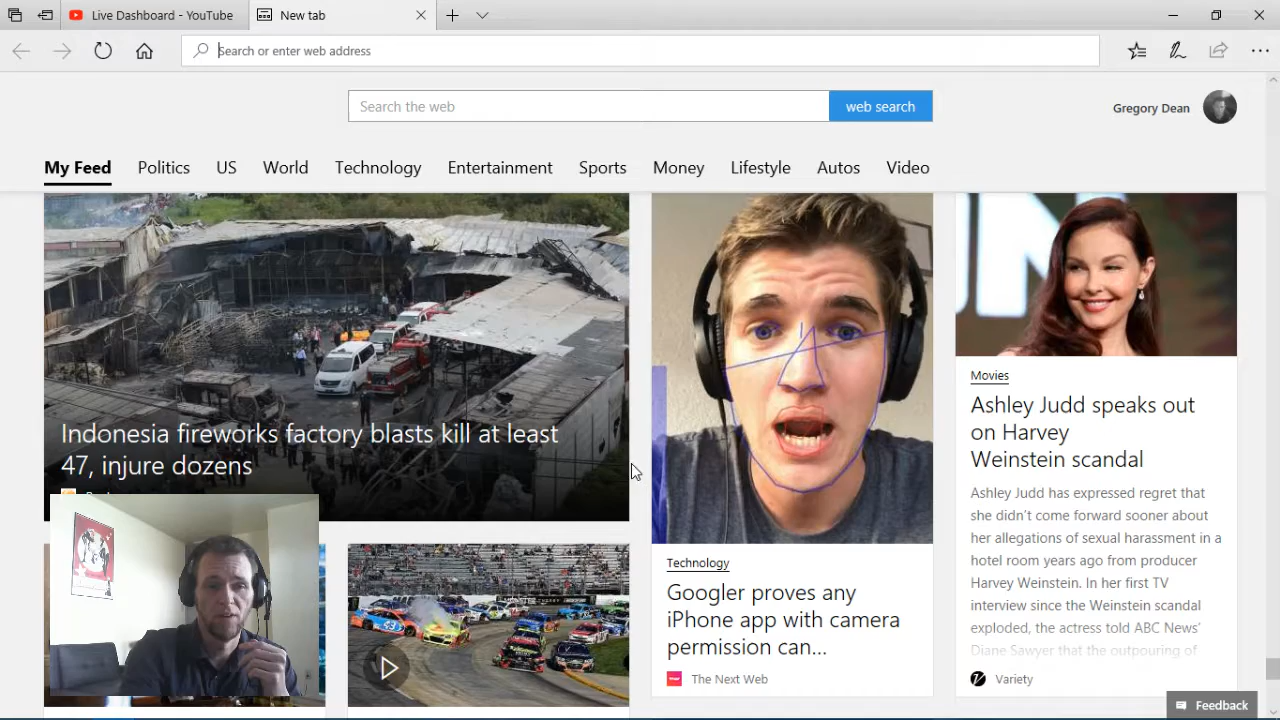 Live Dashboard - YouTube
New tab
Search or enter web address
Search the web
web search
Gregory Dean
My Feed
Politics
US
World
Technology
Entertainment
Sports
Money
Lifestyle
Autos
Video
Indonesia fireworks factory blasts kill at least
47, injure dozens
Technology
Googler proves any
iPhone app with camera
permission can...
The Next Web
Movies
Ashley Judd speaks out
on Harvey
Weinstein scandal
Ashley Judd has expressed regret that
she didn't come forward sooner about
her allegations of sexual harassment in a
hotel room years ago from producer
Harvey Weinstein. In her first TV
interview since the Weinstein scandal
exploded, the actress told ABC News'
Diane Sawyer that the outpouring of
Variety
Feedback